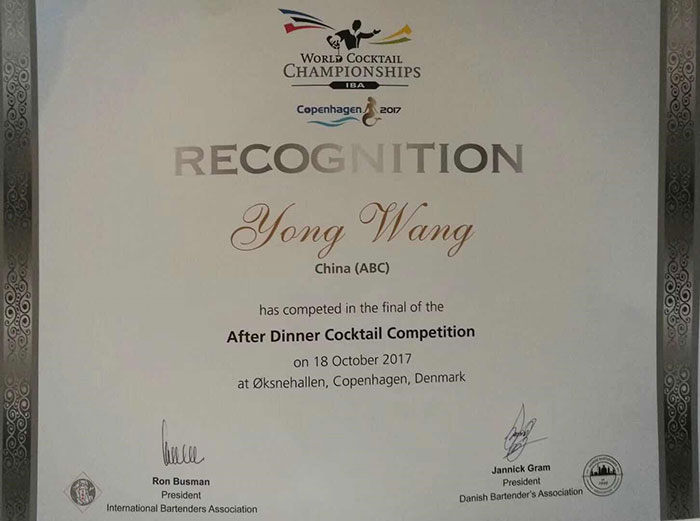 WORLD COCKTAIL
CHAMPIONSHIPS
IBA
Copenhagen 2017
RECOGNITION
Yong Wang
China (ABC)
has competed in the final of the
After Dinner Cocktail Competition
on 18 October 2017
at Øksnehallen, Copenhagen, Denmark
Ron Busman
President
International Bartenders Association
Jannick Gram
President
Danish Bartender's Association